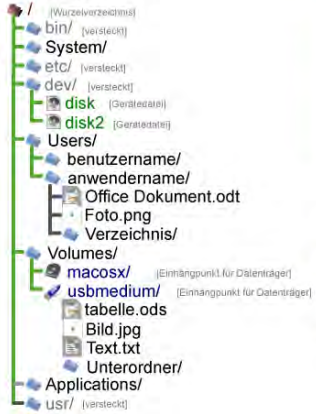 / [Wurzelverzeichnis]
bin/ [versteckt]
System/
etc/ [versteckt]
dev/ [versteckt]
disk [Gerätedatei]
disk2 [Gerätedatei]
Users/
benutzername/
anwendername/
Office Dokument.odt
Foto.png
Verzeichnis/
Volumes/
macosx/ [Einhängpunkt für Datenträger]
usbmedium/ [Einhängpunkt für Datenträger]
tabelle.ods
Bild.jpg
Text.txt
Unterordner/
Applications/
usr/ [versteckt]